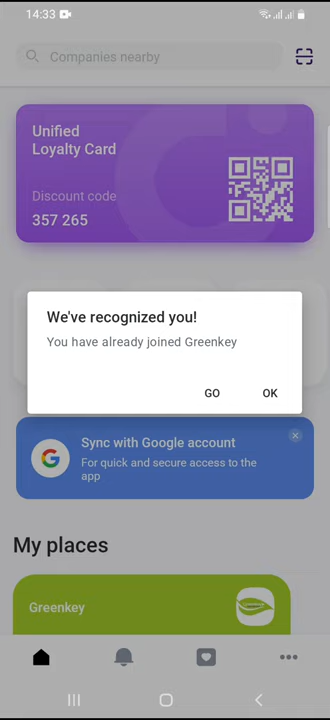 14:33
Companies nearby
Unified
Loyalty Card
Discount code
357 265
We've recognized you!
You have already joined Greenkey
GO
OK
Sync with Google account
For quick and secure access to the
app
My places
Greenkey